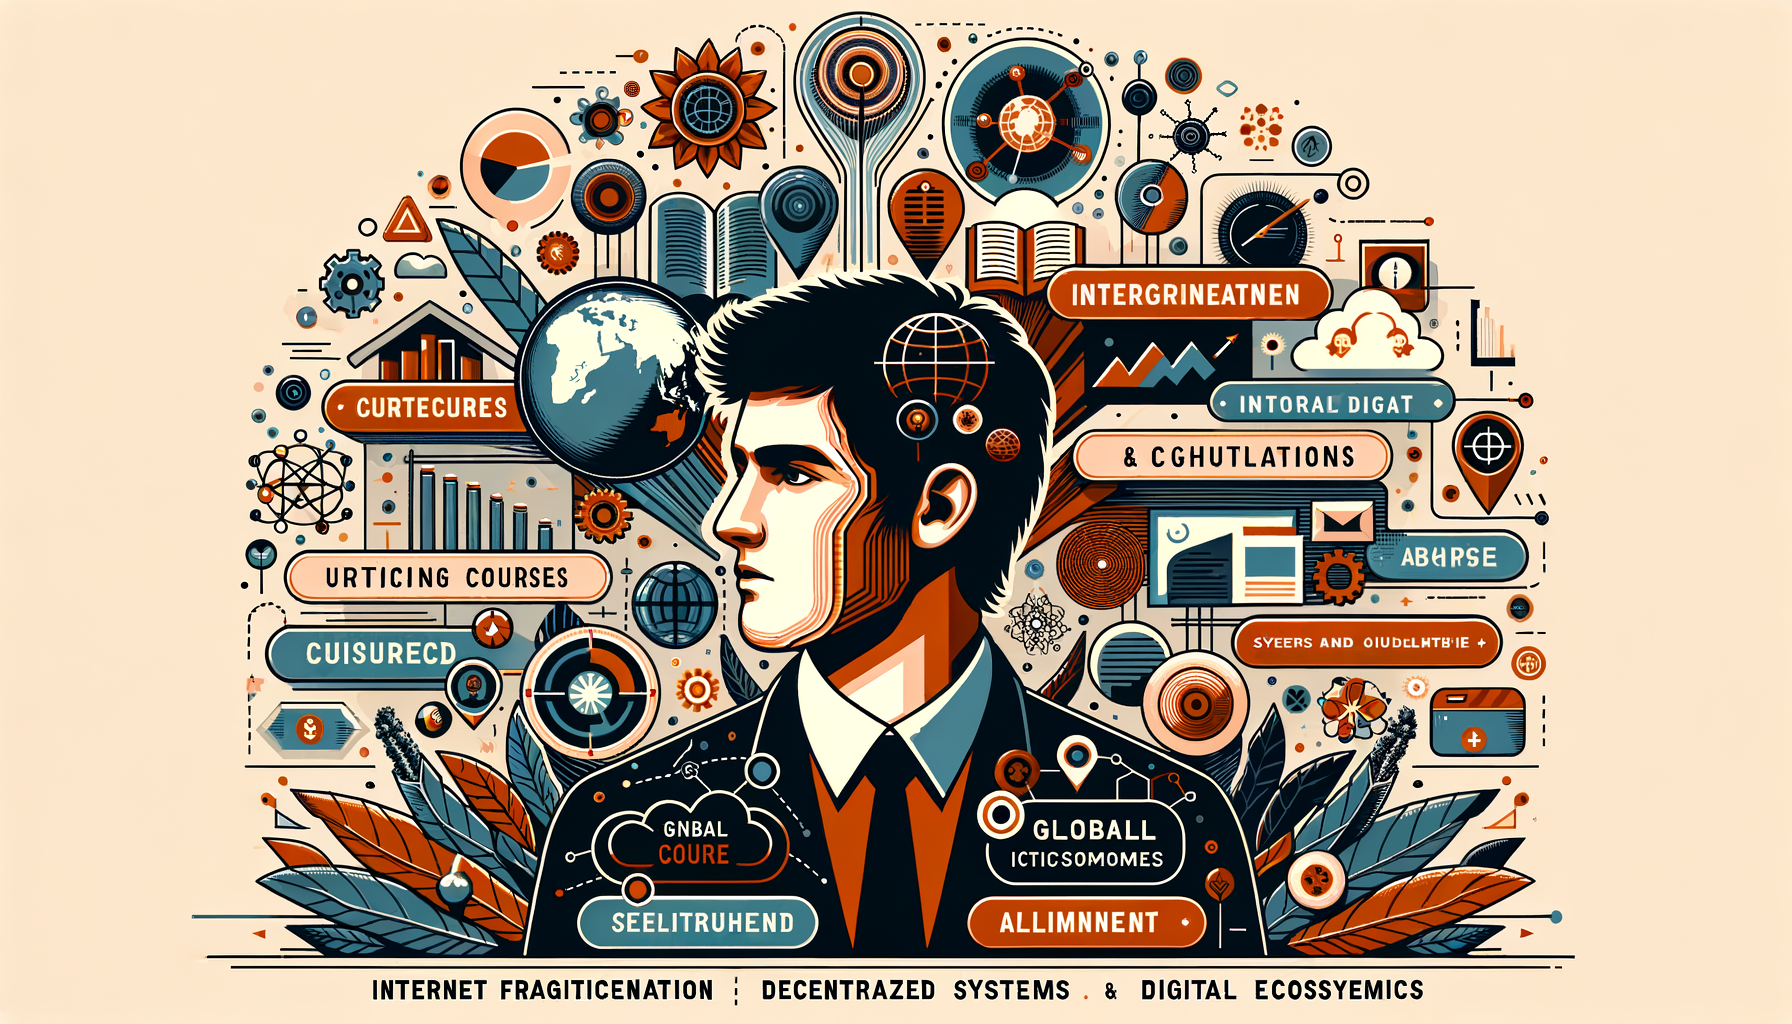 INTERGRINEATNEN
CURTECURES
INTORAL DIGAT
& CGHUTLATIONS
ABHRSE
URTICING COURSES
CUISURECD
SYEERS AND
GNBAL
COURE
GLOBALL
ICTICSOMOMES
SEELITRUHEND
ALLIMNNENT
INTERNET FRAGITICENATION
DECENTRAZED SYSTEMS . & DIGITAL ECOSSYEMICS